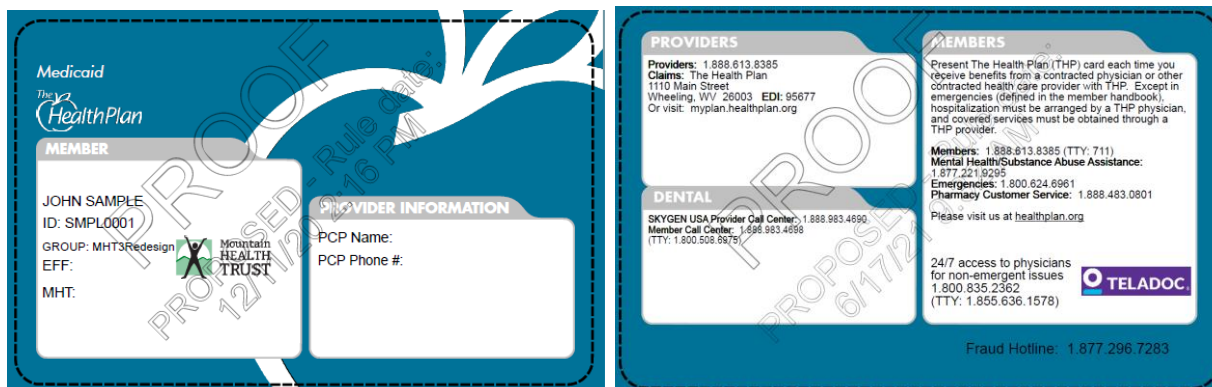 Medicaid
The
HealthPlan
MEMBER
JOHN SAMPLE
ID: SMPL0001
GROUP: MHT3Redesign
EFF:
MHT:
Mountain
HEALTH
TRUST
PROVIDER INFORMATION
PCP Name:
PCP Phone #:
PROOF
PROPOSED - Rule date:
12/11/20 2:16 PM
PROVIDERS
Providers: 1.888.613.8385
Claims: The Health Plan
1110 Main Street
Wheeling, WV 26003 EDI: 95677
Or visit: myplan.healthplan.org
DENTAL
SKYGEN USA Provider Call Center: 1.888.983.4690
Member Call Center: 1.888.983.4698
(TTY: 1.800.508.6975)
MEMBERS
Present The Health Plan (THP) card each time you
receive benefits from a contracted physician or other
contracted health care provider with THP. Except in
emergencies (defined in the member handbook),
hospitalization must be arranged by a THP physician,
and covered services must be obtained through a
THP provider.
Members: 1.888.613.8385 (TTY: 711)
Mental Health/Substance Abuse Assistance:
1.877.221.9295
Emergencies: 1.800.624.6961
Pharmacy Customer Service: 1.888.483.0801
Please visit us at healthplan.org
24/7 access to physicians
for non-emergent issues
1.800.835.2362
(TTY: 1.855.636.1578)
TELADOC
Fraud Hotline: 1.877.296.7283
PROOF
PROPOSED - Rule date:
6/17/21